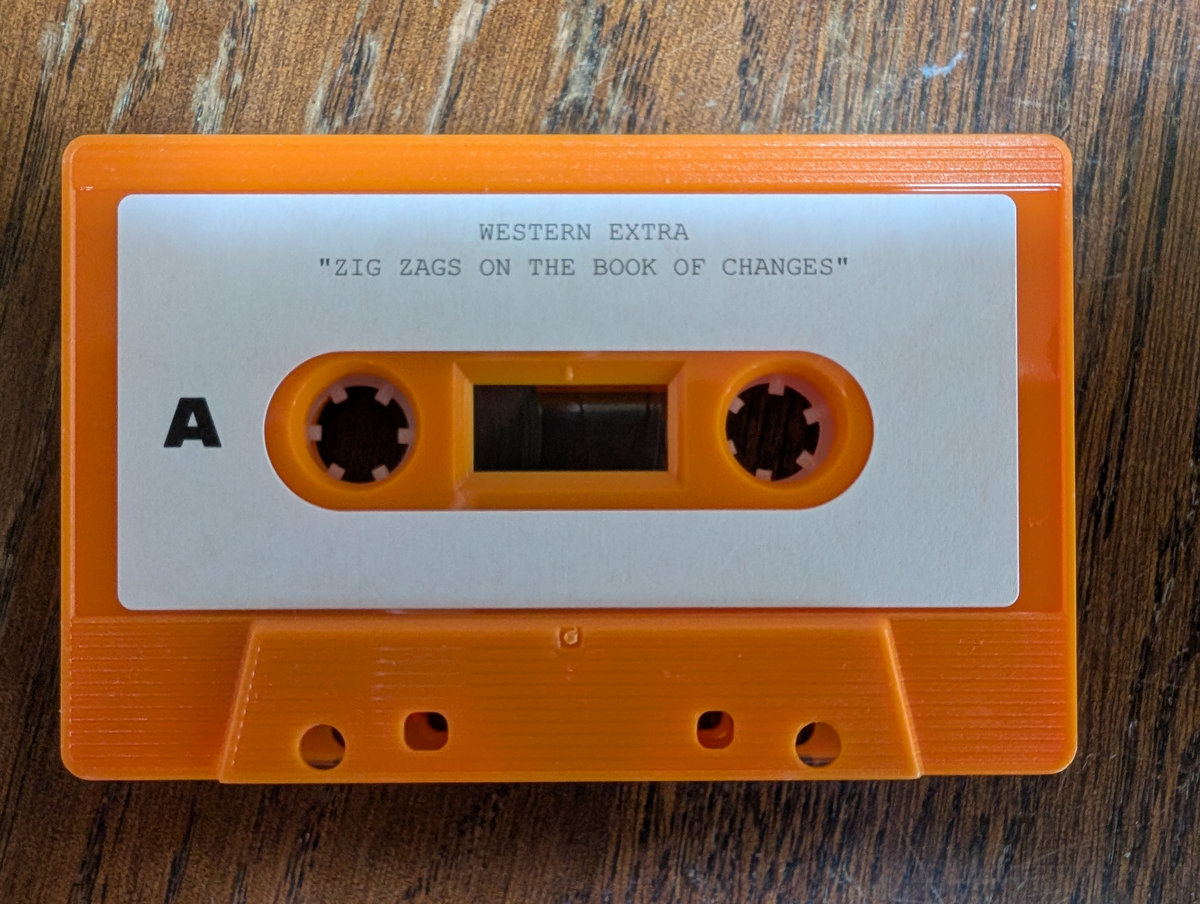 WESTERN EXTRA
"ZIG ZAGS ON THE BOOK OF CHANGES"
A